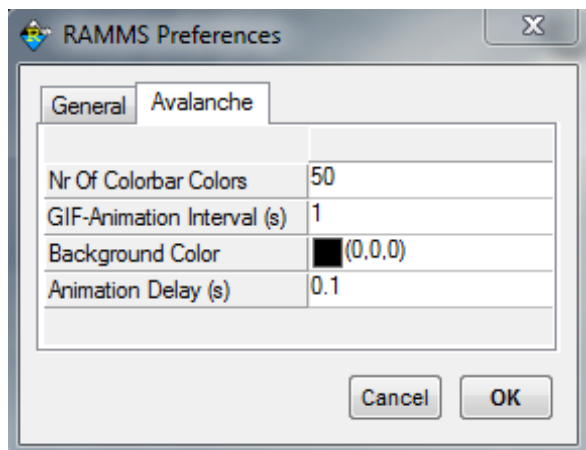 RAMMS Preferences
General Avalanche
Nr Of Colorbar Colors 50
GIF-Animation Interval (s) 1
Background Color (0,0,0)
Animation Delay (s) 0.1
Cancel OK